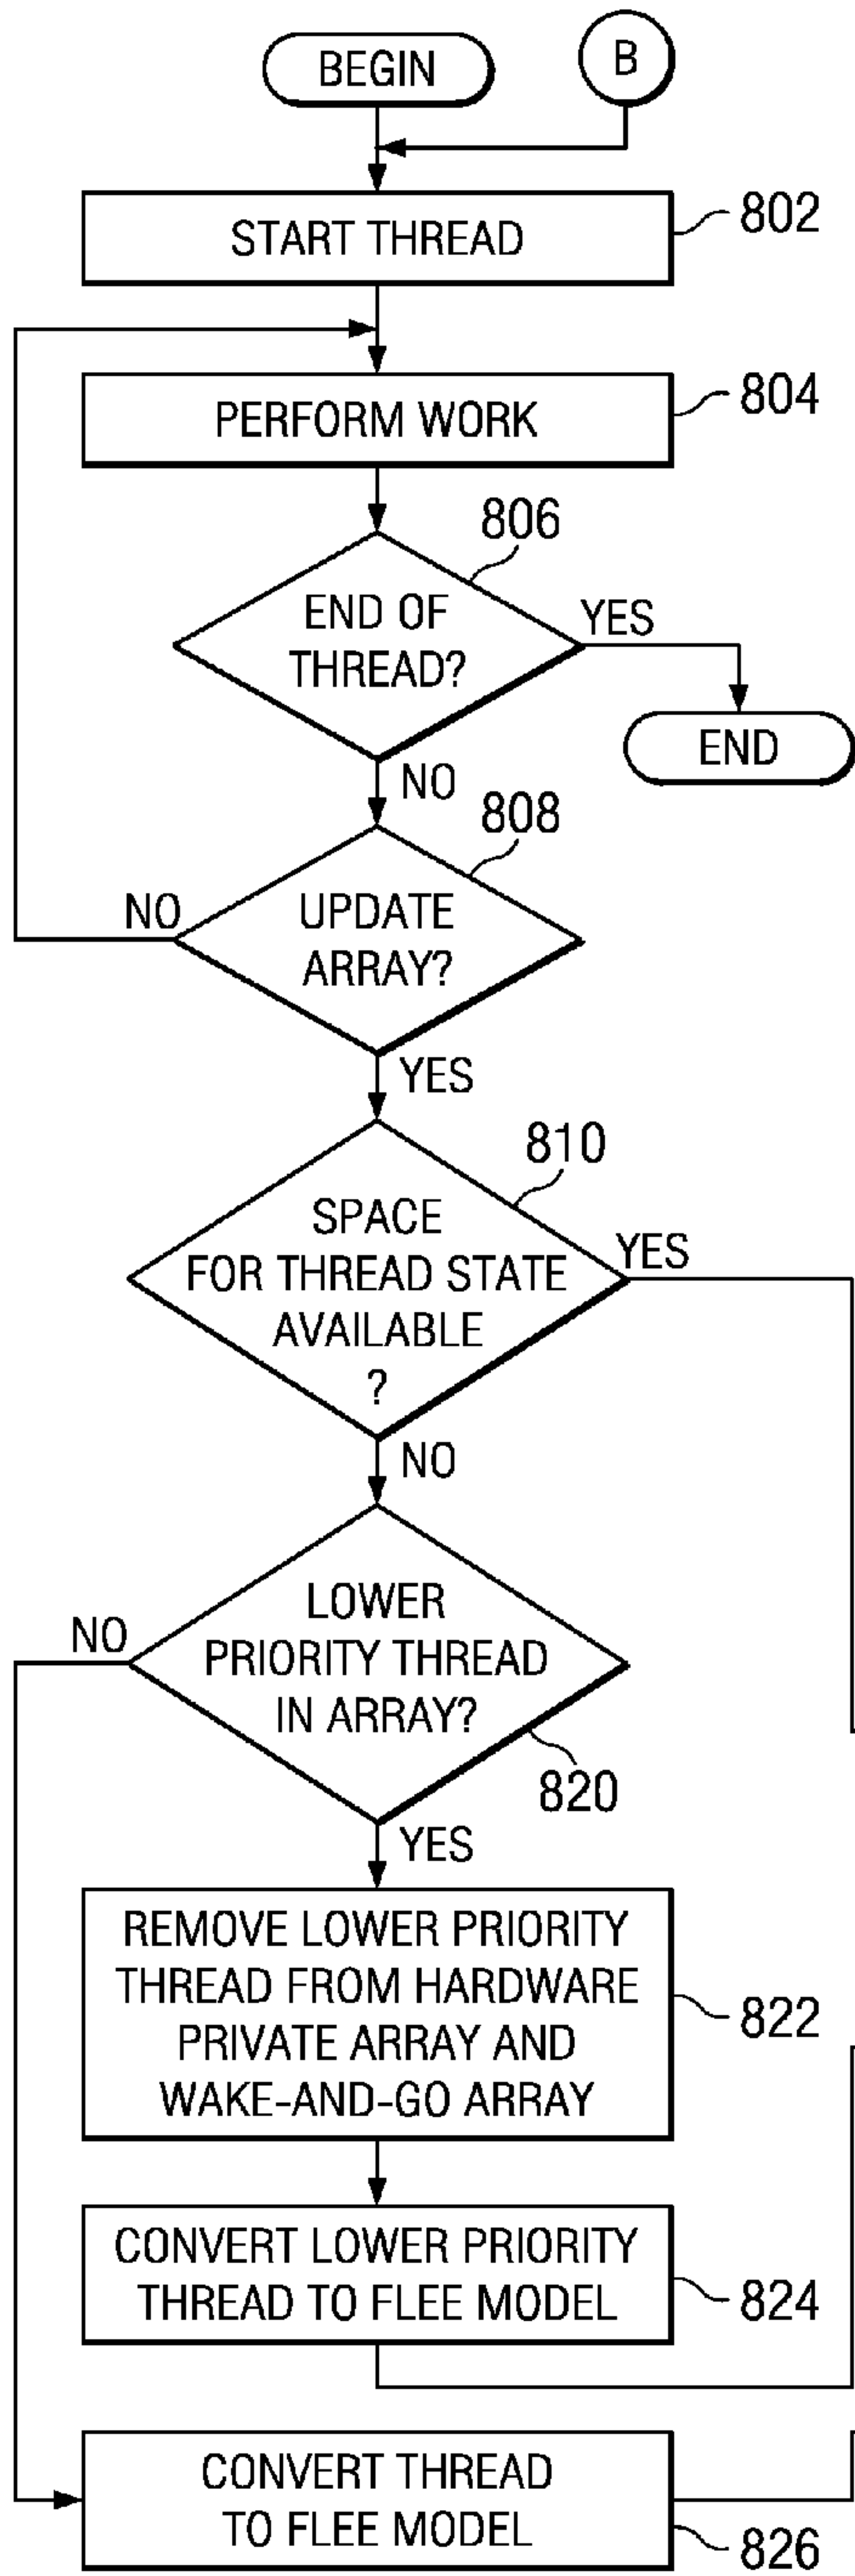 BEGIN
B
START THREAD
802
PERFORM WORK
804
806
END OF
THREAD?
YES
END
NO
808
NO
UPDATE
ARRAY?
YES
810
SPACE
FOR THREAD STATE
AVAILABLE
?
YES
NO
NO
LOWER
PRIORITY THREAD
IN ARRAY?
820
YES
REMOVE LOWER PRIORITY
THREAD FROM HARDWARE
PRIVATE ARRAY AND
WAKE-AND-GO ARRAY
822
CONVERT LOWER PRIORITY
THREAD TO FLEE MODEL
824
CONVERT THREAD
TO FLEE MODEL
826